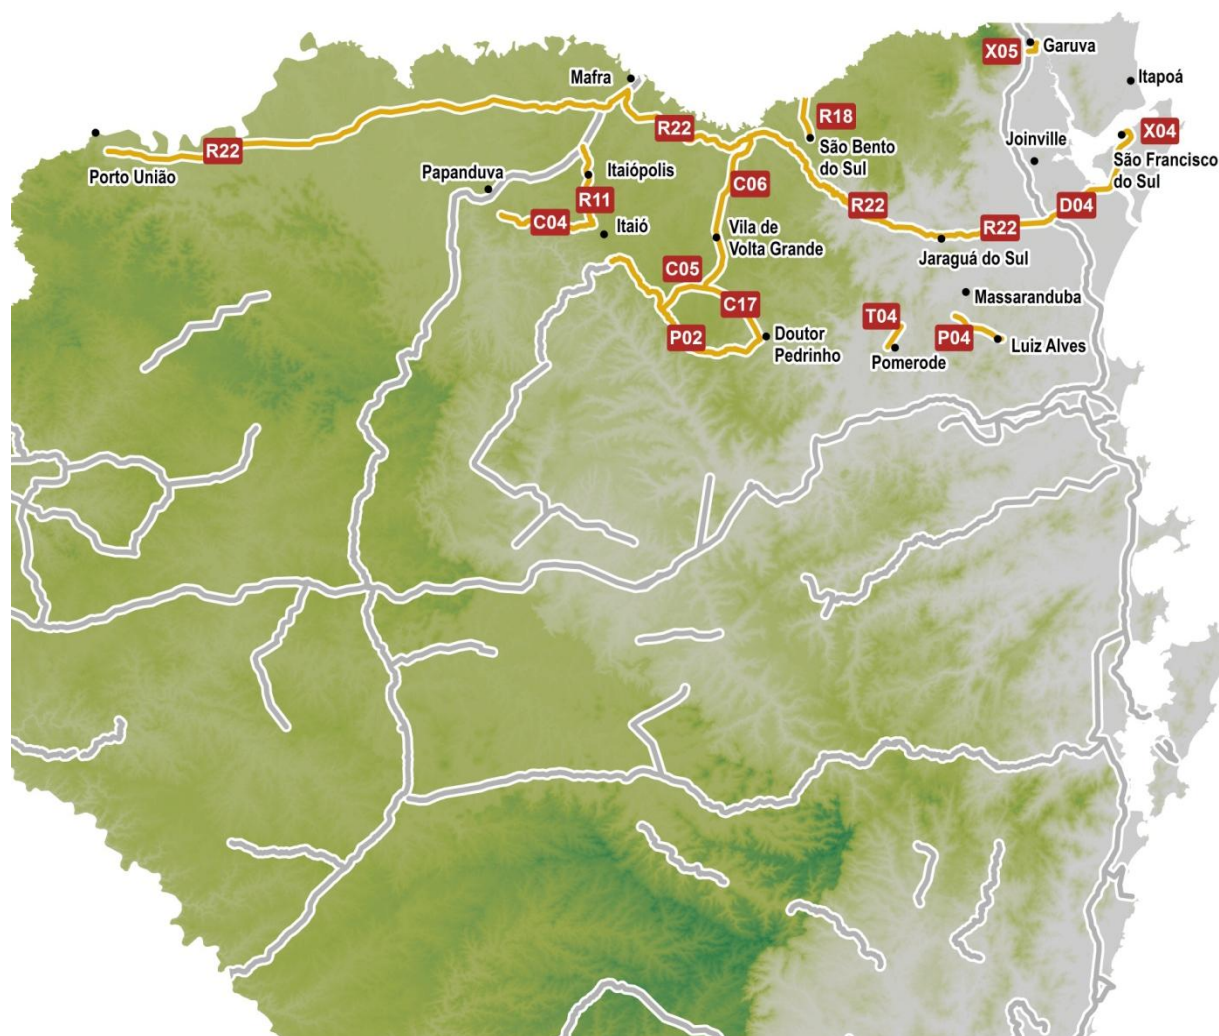 X05
Garuva
Mafra
Itapoá
R18
R22
X04
São Bento
do Sul
Joinville
São Francisco
do Sul
R22
Porto União
Papanduva
Itaiópolis
C06
R11
R22
D04
C04
Itaió
Vila de
Volta Grande
R22
Jaraguá do Sul
C05
C17
Massaranduba
T04
P02
Doutor
Pedrinho
P04
Luiz Alves
Pomerode